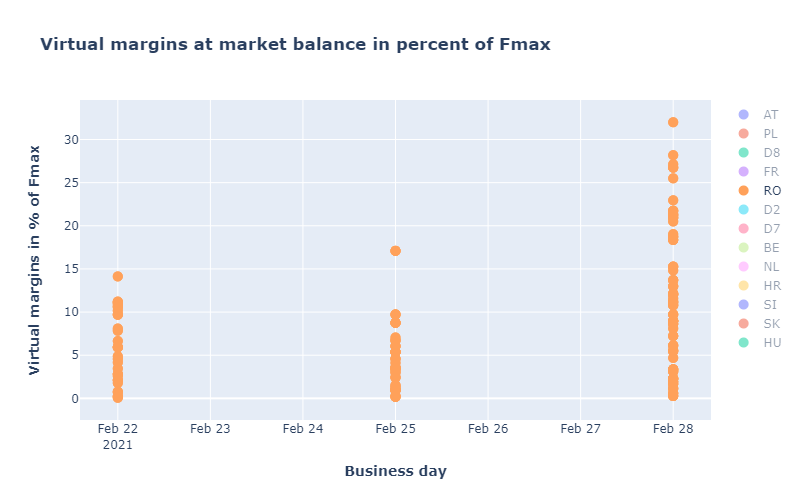 Virtual margins at market balance in percent of Fmax
Virtual margins in % of Fmax
30
25
20
15
10
5
0
Feb 22
2021
Feb 23
Feb 24
Feb 25
Feb 26
Feb 27
Feb 28
Business day
AT
PL
D8
FR
RO
D2
D7
BE
NL
HR
SI
SK
HU